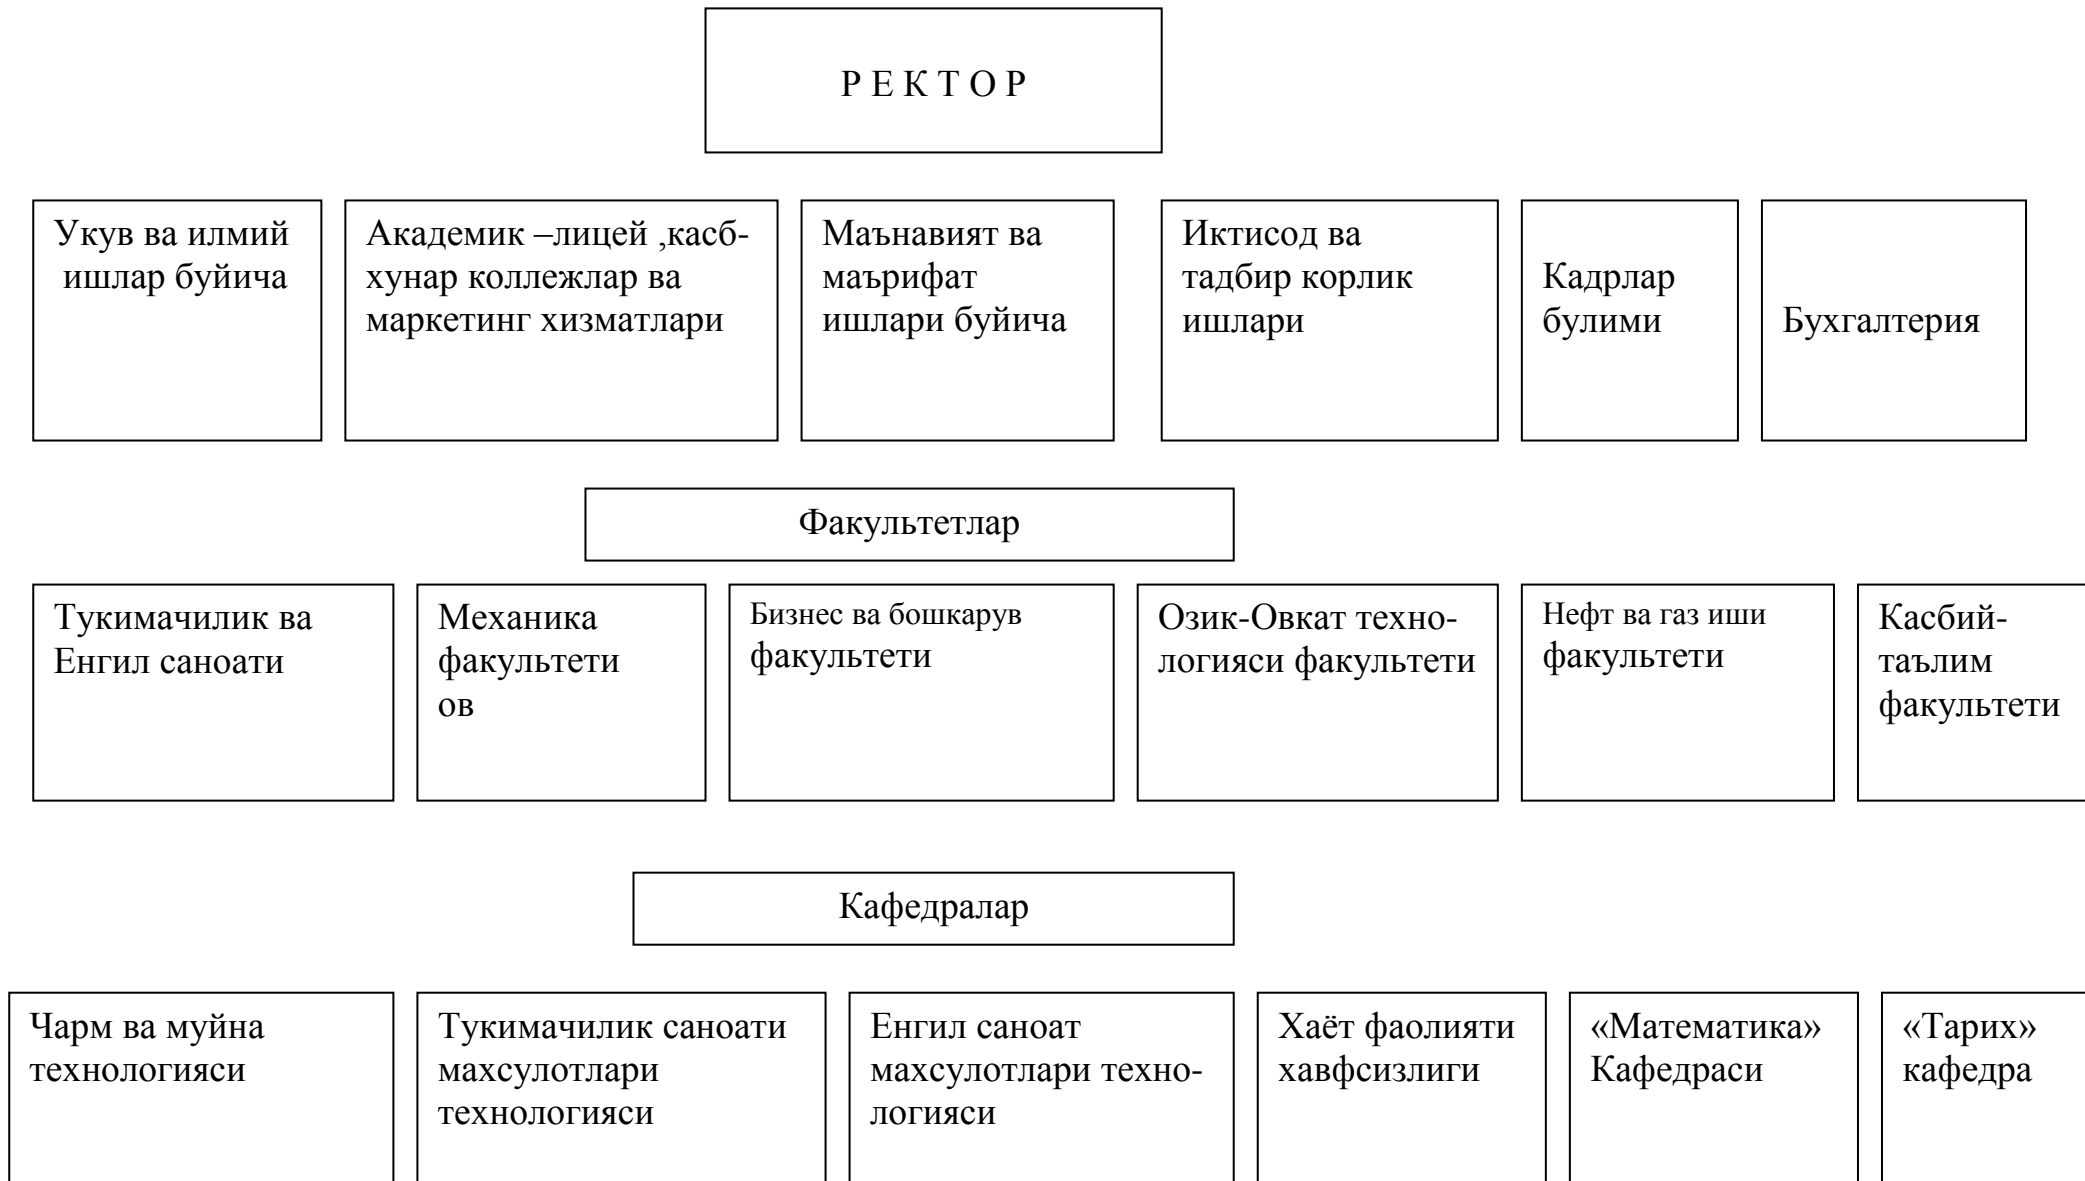 Р Е К Т О Р
Укув ва илмий
ишлар буйича
Академик –лицей ,касб-
хунар коллежлар ва
маркетинг хизматлари
Маънавият ва
маърифат
ишлари буйича
Иктисод ва
тадбир корлик
ишлари
Кадрлар
булими
Бухгалтерия
Факультетлар
Тукимачилик ва
Енгил саноати
Механика
факультети
ов
Бизнес ва бошкарув
факультети
Озик-Овкат техно-
логияси факультети
Нефт ва газ иши
факультети
Касбий-
таълим
факультети
Кафедралар
Чарм ва муйна
технологияси
Тукимачилик саноати
махсулотлари
технологияси
Енгил саноат
махсулотлари техно-
логияси
Хаёт фаолияти
хавфсизлиги
«Математика»
Кафедраси
«Тарих»
кафедра